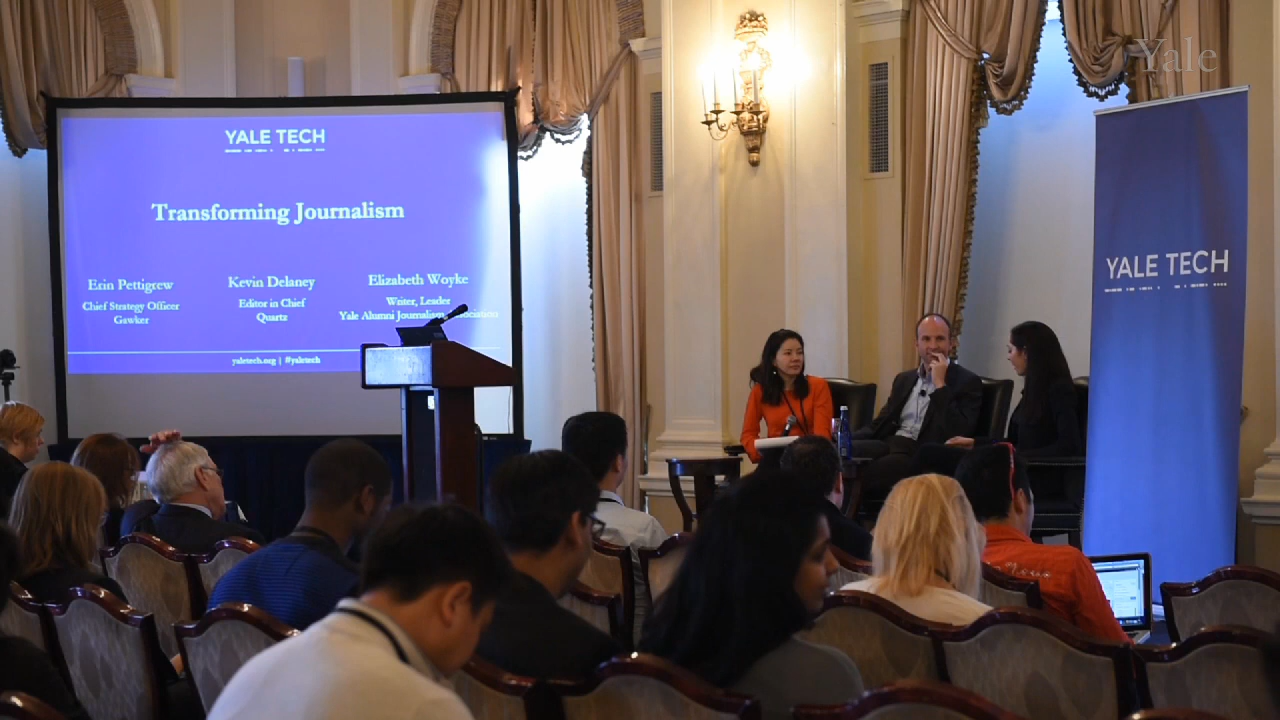 Yale
YALE TECH
Transforming Journalism
Erin Pettigrew
Chief Strategy Officer
Gawker
Kevin Delaney
Editor in Chief
Quartz
Elizabeth Woyke
Writer, Leader
Yale Alumni Journalism Association
yaletech.org | #yaletech
YALE TECH